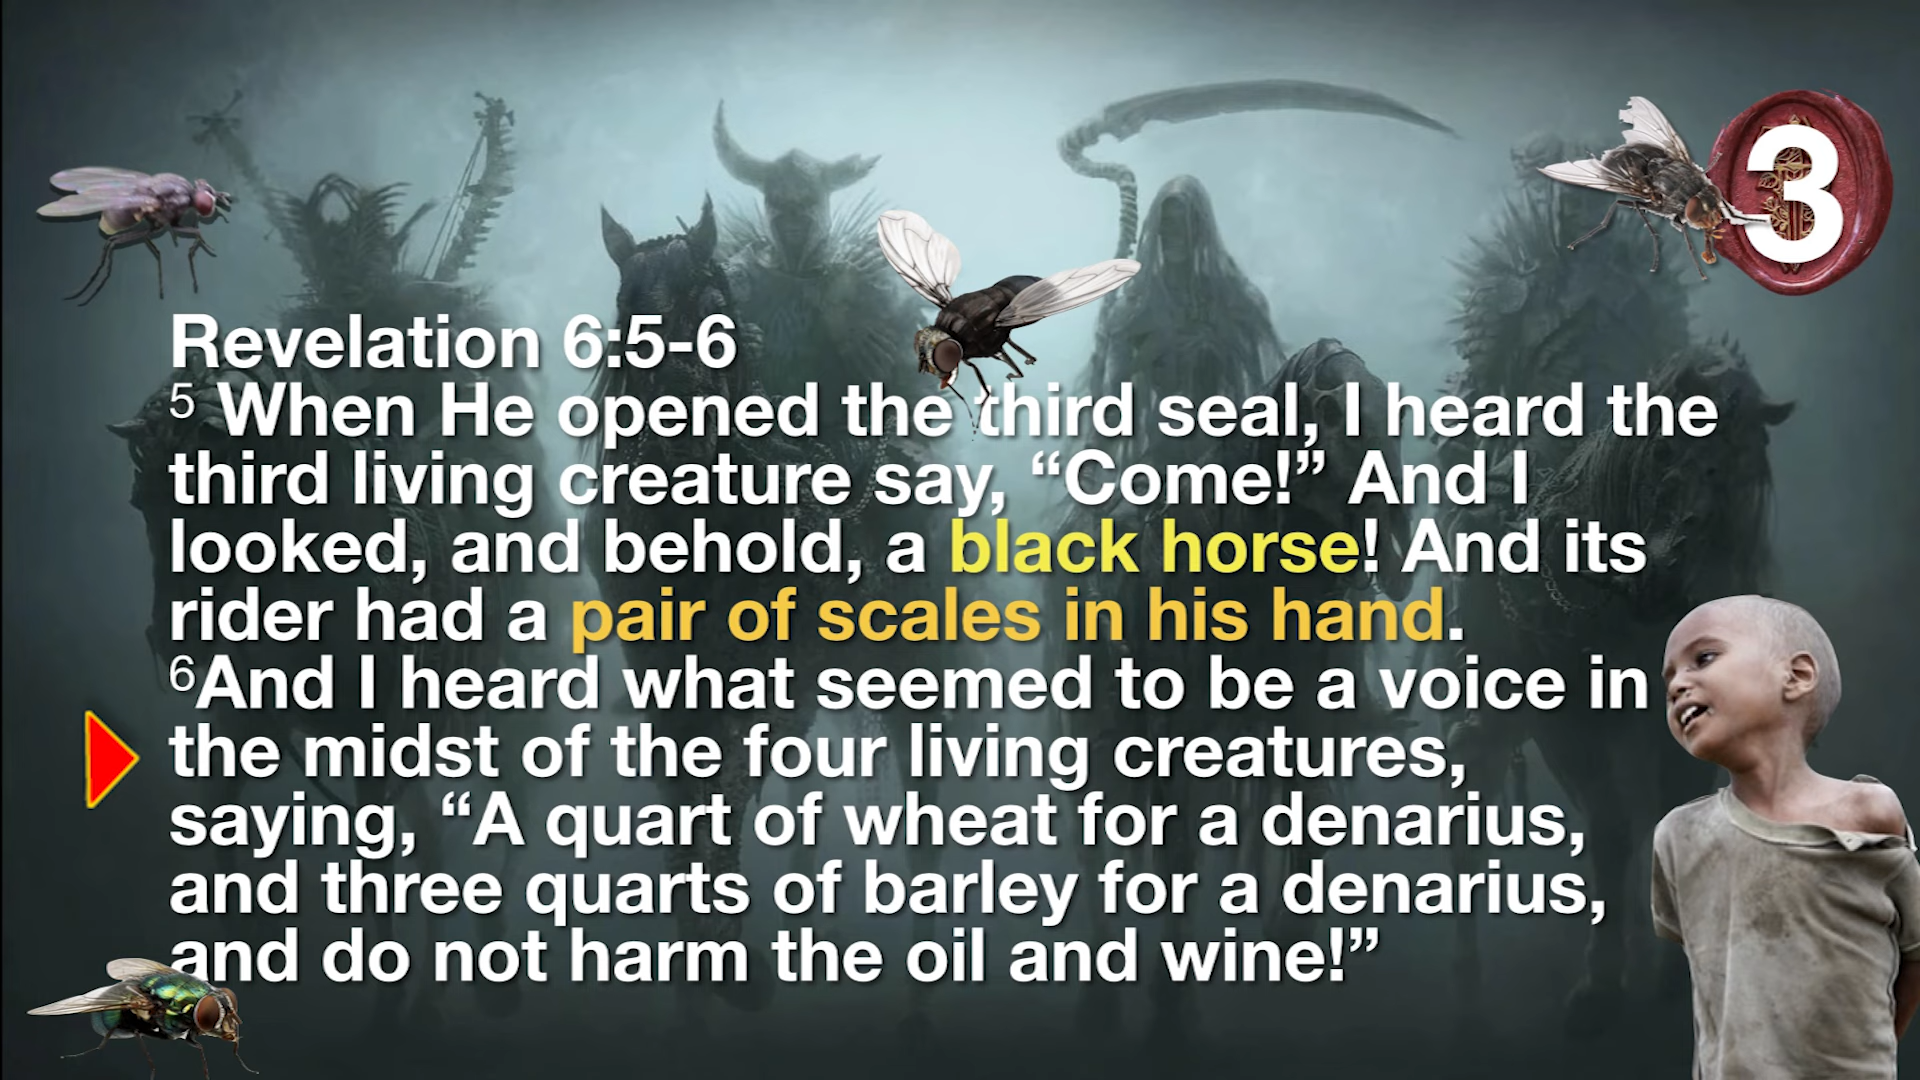 3
Revelation 6:5-6
5 When He opened the third seal, I heard the
third living creature say, “Come!” And I
looked, and behold, a black horse! And its
rider had a pair of scales in his hand.
6And I heard what seemed to be a voice in
the midst of the four living creatures,
saying, “A quart of wheat for a denarius,
and three quarts of barley for a denarius,
and do not harm the oil and wine!”